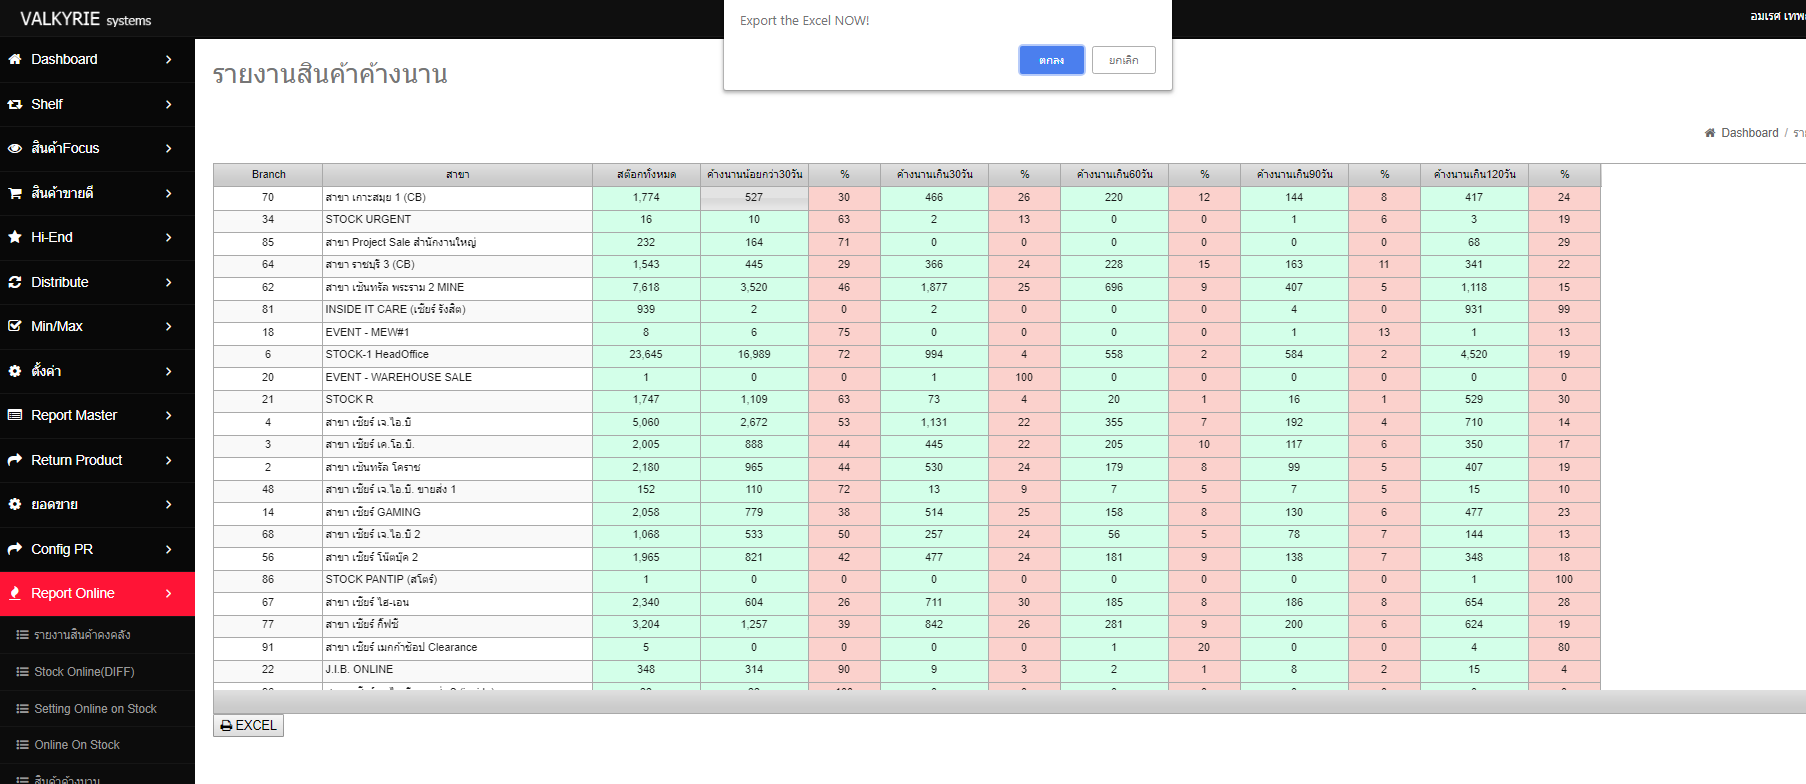 VALKYRIE systems
Export the Excel NOW!
ตกลง ยกเลิก
อมเรศ
Dashboard
Shelf
สินค้าFocus
สินค้าขายดี
Hi-End
Distribute
Min/Max
ตั้งค่า
Report Master
Return Product
ยอดขาย
Config PR
Report Online
รายงานสินค้าคงคลัง
Stock Online(DIFF)
Setting Online on Stock
Online On Stock
สินค้าค้างนาน
รายงานสินค้าค้างนาน
Dashboard /
Branch สาขา สต๊อกทั้งหมด ค้างนานน้อยกว่า30วัน % ค้างนานเกิน30วัน % ค้างนานเกิน60วัน % ค้างนานเกิน90วัน % ค้างนานเกิน120วัน %
70 สาขา เกาะสมุย 1 (CB) 1,774 527 30 466 26 220 12 144 8 417 24
34 STOCK URGENT 16 10 63 2 13 0 0 1 6 3 19
85 สาขา Project Sale สำนักงานใหญ่ 232 164 71 0 0 0 0 0 0 68 29
64 สาขา ราชบุรี 3 (CB) 1,543 445 29 366 24 228 15 163 11 341 22
62 สาขา เซ็นทรัล พระราม 2 MINE 7,618 3,520 46 1,877 25 696 9 407 5 1,118 15
81 INSIDE IT CARE (เซียร์ รังสิต) 939 2 0 2 0 0 0 4 0 931 99
18 EVENT - MEW#1 8 6 75 0 0 0 0 1 13 1 13
6 STOCK-1 HeadOffice 23,645 16,989 72 994 4 558 2 584 2 4,520 19
20 EVENT - WAREHOUSE SALE 1 0 0 1 100 0 0 0 0 0 0
21 STOCK R 1,747 1,109 63 73 4 20 1 16 1 529 30
4 สาขา เซียร์ เจ.ไอ.บี 5,060 2,672 53 1,131 22 355 7 192 4 710 14
3 สาขา เซียร์ เค.โอ.บี. 2,005 888 44 445 22 205 10 117 6 350 17
2 สาขา เซ็นทรัล โคราช 2,180 965 44 530 24 179 8 99 5 407 19
48 สาขา เซียร์ เจ.ไอ.บี. ขายส่ง 1 152 110 72 13 9 7 5 7 5 15 10
14 สาขา เซียร์ GAMING 2,058 779 38 514 25 158 8 130 6 477 23
68 สาขา เซียร์ เจ.ไอ.บี 2 1,068 533 50 257 24 56 5 78 7 144 13
56 สาขา เซียร์ โน๊ตบุ๊ค 2 1,965 821 42 477 24 181 9 138 7 348 18
86 STOCK PANTIP (สโตร์) 1 0 0 0 0 0 0 0 0 1 100
67 สาขา เซียร์ ไฮ-เอน 2,340 604 26 711 30 185 8 186 8 654 28
77 สาขา เซียร์ กิ๊ฟซี 3,204 1,257 39 842 26 281 9 200 6 624 19
91 สาขา เซียร์ เมกก้าช้อป Clearance 5 0 0 0 0 1 20 0 0 4 80
22 J.I.B. ONLINE 348 314 90 9 3 2 1 8 2 15 4
EXCEL